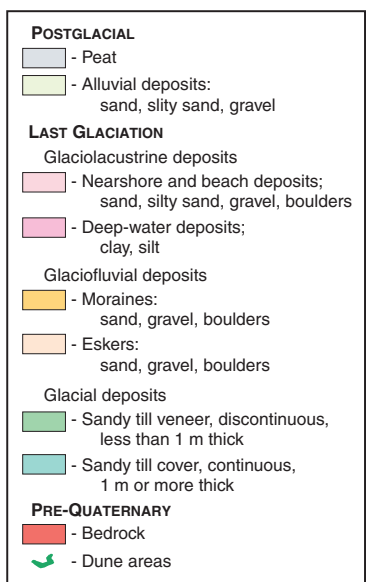 POSTGLACIAL
- Peat
- Alluvial deposits:
sand, slity sand, gravel
LAST GLACIATION
Glaciolacustrine deposits
- Nearshore and beach deposits;
sand, silty sand, gravel, boulders
- Deep-water deposits;
clay, silt
Glaciofluvial deposits
- Moraines:
sand, gravel, boulders
- Eskers:
sand, gravel, boulders
Glacial deposits
- Sandy till veneer, discontinuous,
less than 1 m thick
- Sandy till cover, continuous,
1 m or more thick
PRE-QUATERNARY
- Bedrock
- Dune areas